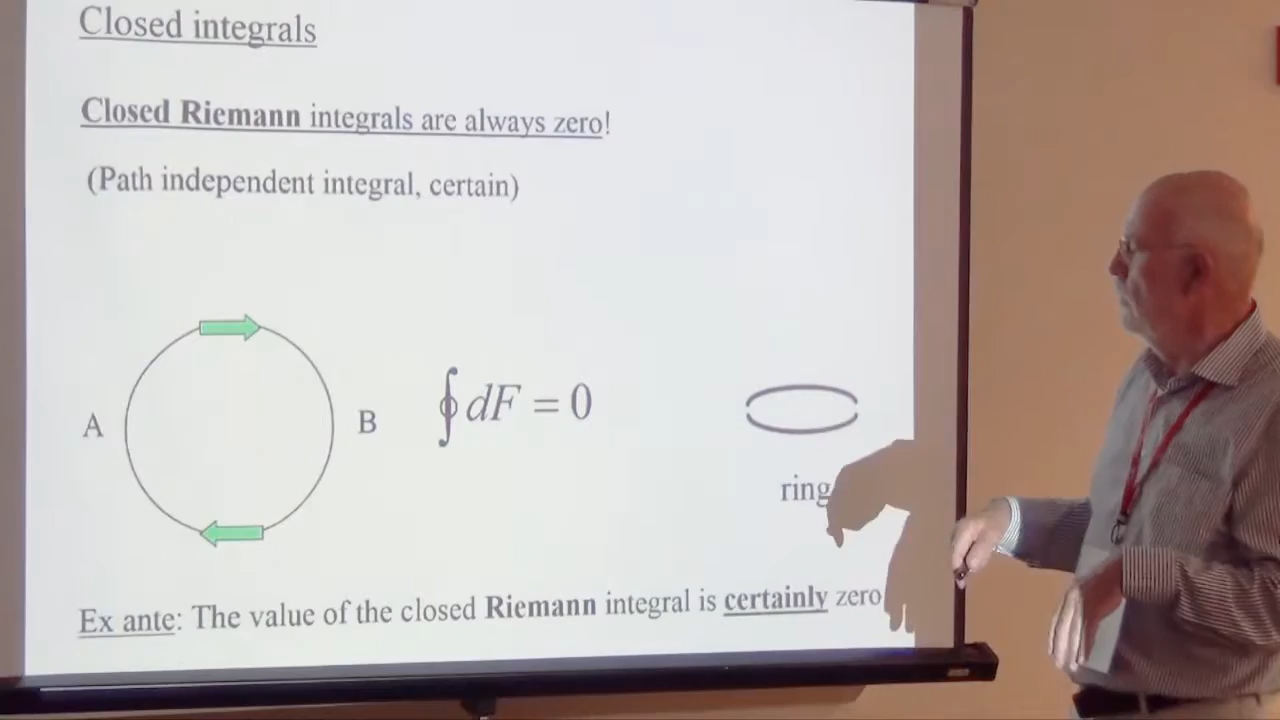 Closed integrals
Closed Riemann integrals are always zero!
(Path independent integral, certain)
A
B
∮dF = 0
ring
Ex ante: The value of the closed Riemann integral is certainly zero